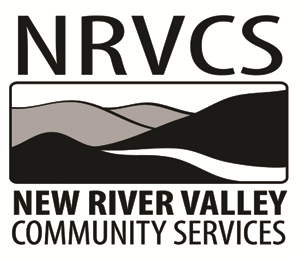 NRVCS
NEW RIVER VALLEY
COMMUNITY SERVICES